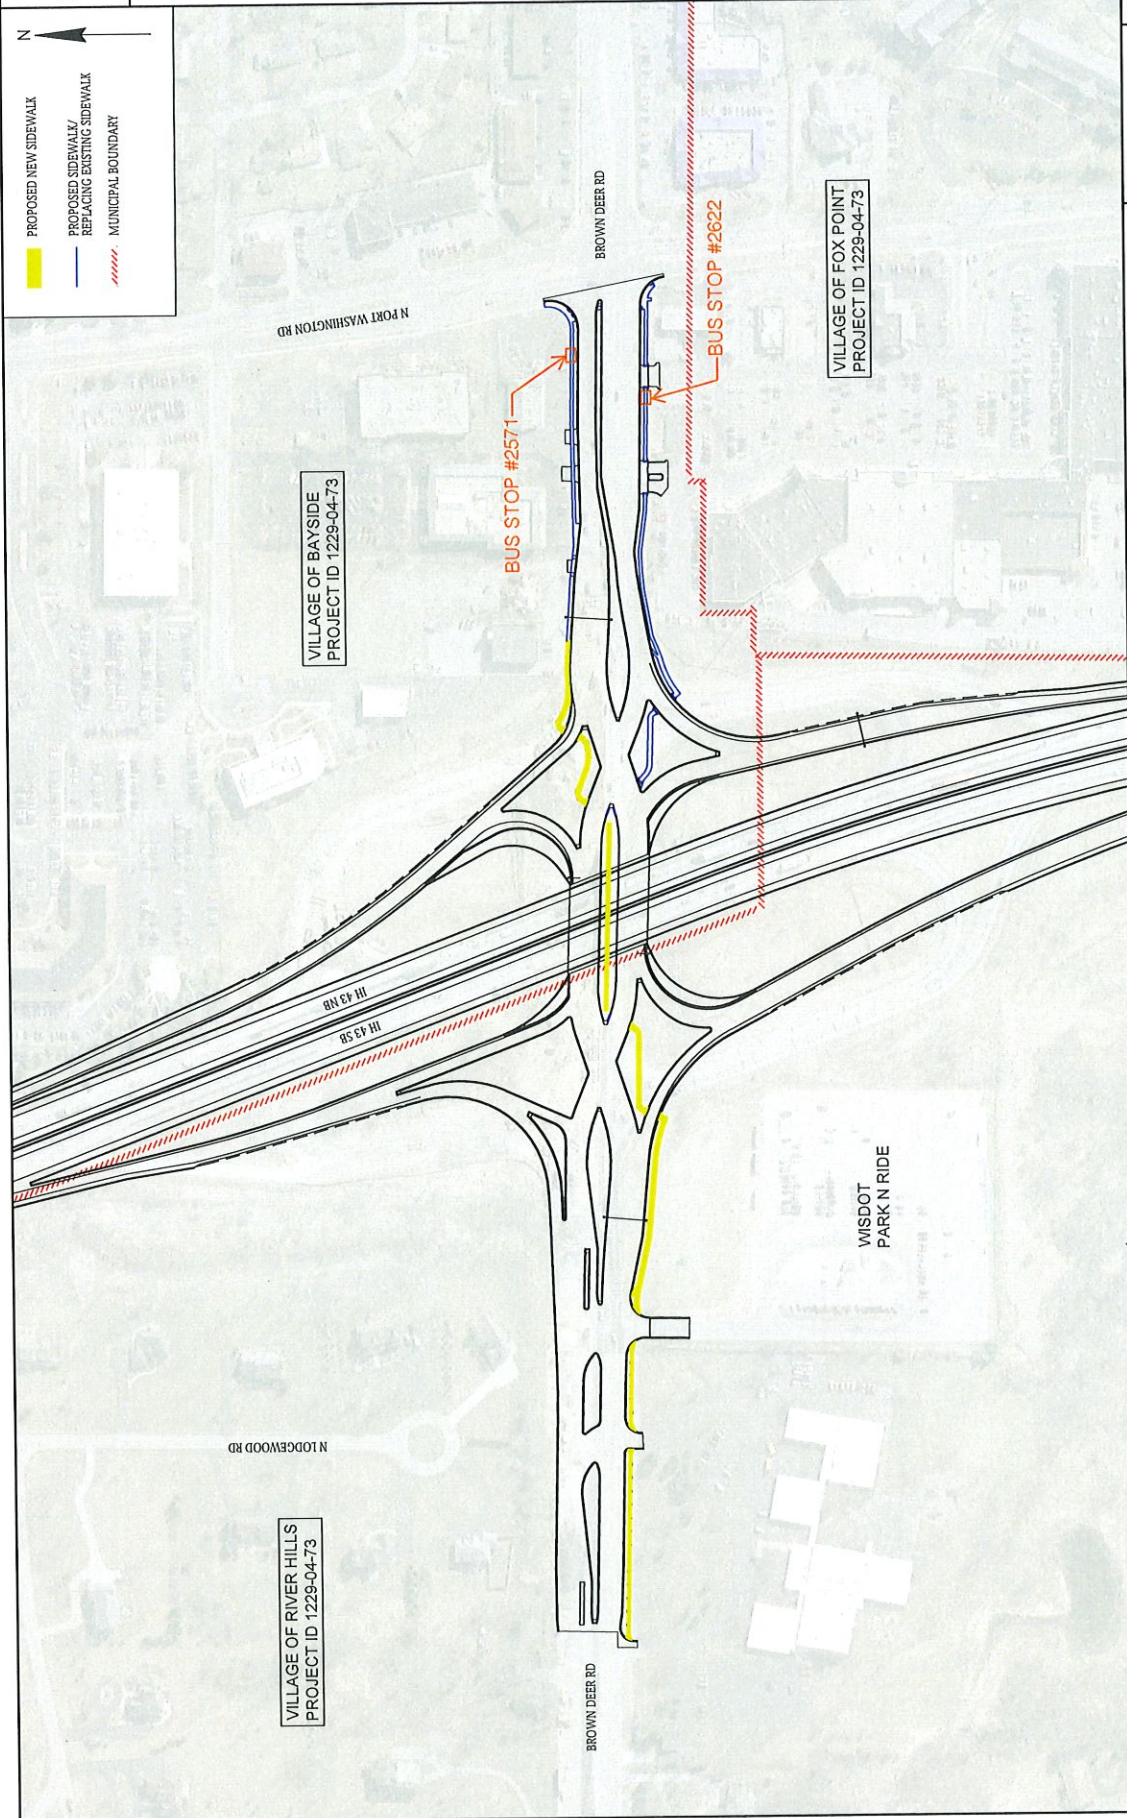 N
PROPOSED NEW SIDEWALK
PROPOSED SIDEWALK/
REPLACING EXISTING SIDEWALK
MUNICIPAL BOUNDARY
N PORT WASHINGTON RD
BROWN DEER RD
BUS STOP #2622
VILLAGE OF FOX POINT
PROJECT ID 1229-04-73
BUS STOP #2571
VILLAGE OF BAYSIDE
PROJECT ID 1229-04-73
IH 43 NB
IH 43 SB
WISDOT
PARK N RIDE
N LODGEWOOD RD
VILLAGE OF RIVER HILLS
PROJECT ID 1229-04-73
BROWN DEER RD